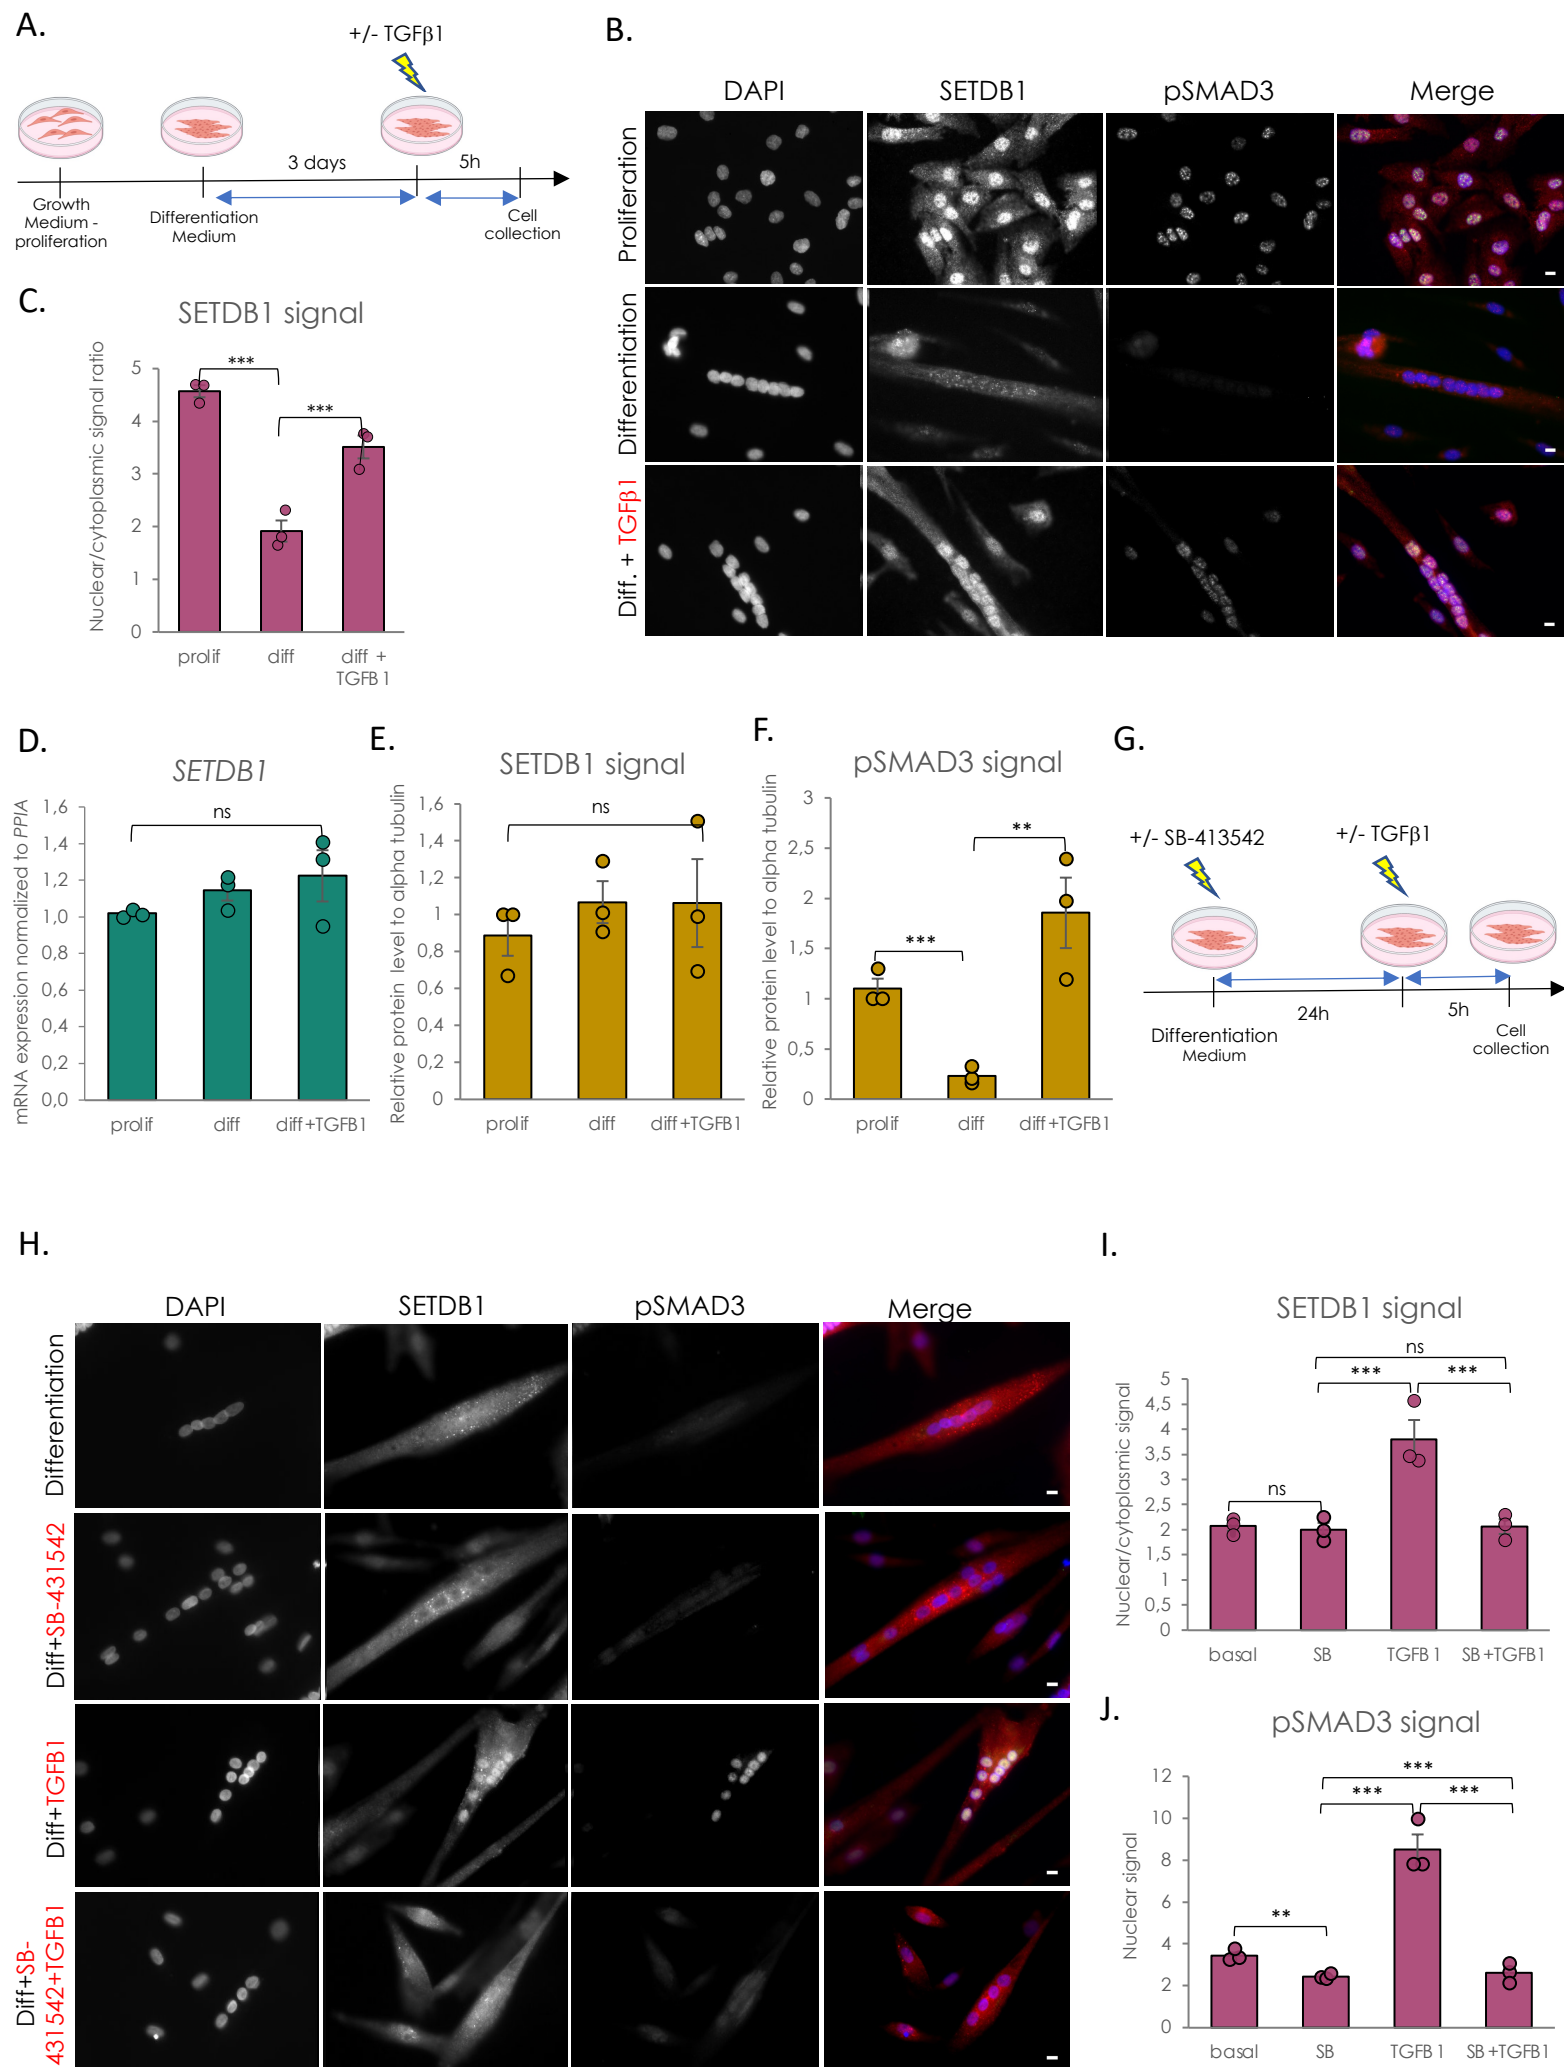 A.
+/- TGFβ1
3 days
5h
Growth
Medium -
proliferation
Differentiation
Medium
Cell
collection
B.
DAPI
SETDB1
pSMAD3
Merge
Proliferation
Differentiation
Diff. + TGFβ1
C.
SETDB1 signal
Nuclear/cytoplasmic signal ratio
5
4
3
2
1
0
***
***
prolif
diff
diff +
TGFB1
D.
SETDB1
mRNA expression normalized to PPIA
1,6
1,4
1,2
1,0
0,8
0,6
0,4
0,2
0,0
ns
prolif
diff
diff+TGFB1
E.
SETDB1 signal
Relative protein level to alpha tubulin
1,6
1,4
1,2
1
0,8
0,6
0,4
0,2
0
ns
prolif
diff
diff+TGFB1
F.
pSMAD3 signal
Relative protein level to alpha tubulin
3
2,5
2
1,5
1
0,5
0
***
**
prolif
diff
diff+TGFB1
G.
+/- SB-413542
+/- TGFβ1
24h
5h
Differentiation
Medium
Cell
collection
H.
DAPI
SETDB1
pSMAD3
Merge
Differentiation
Diff+SB-431542
Diff+TGFB1
Diff+SB-
431542+TGFB1
I.
SETDB1 signal
Nuclear/cytoplasmic signal
5
4,5
4
3,5
3
2,5
2
1,5
1
0,5
0
ns
***
***
ns
basal
SB
TGFB1
SB+TGFB1
J.
pSMAD3 signal
Nuclear signal
12
10
8
6
4
2
0
***
***
***
**
basal
SB
TGFB1
SB+TGFB1